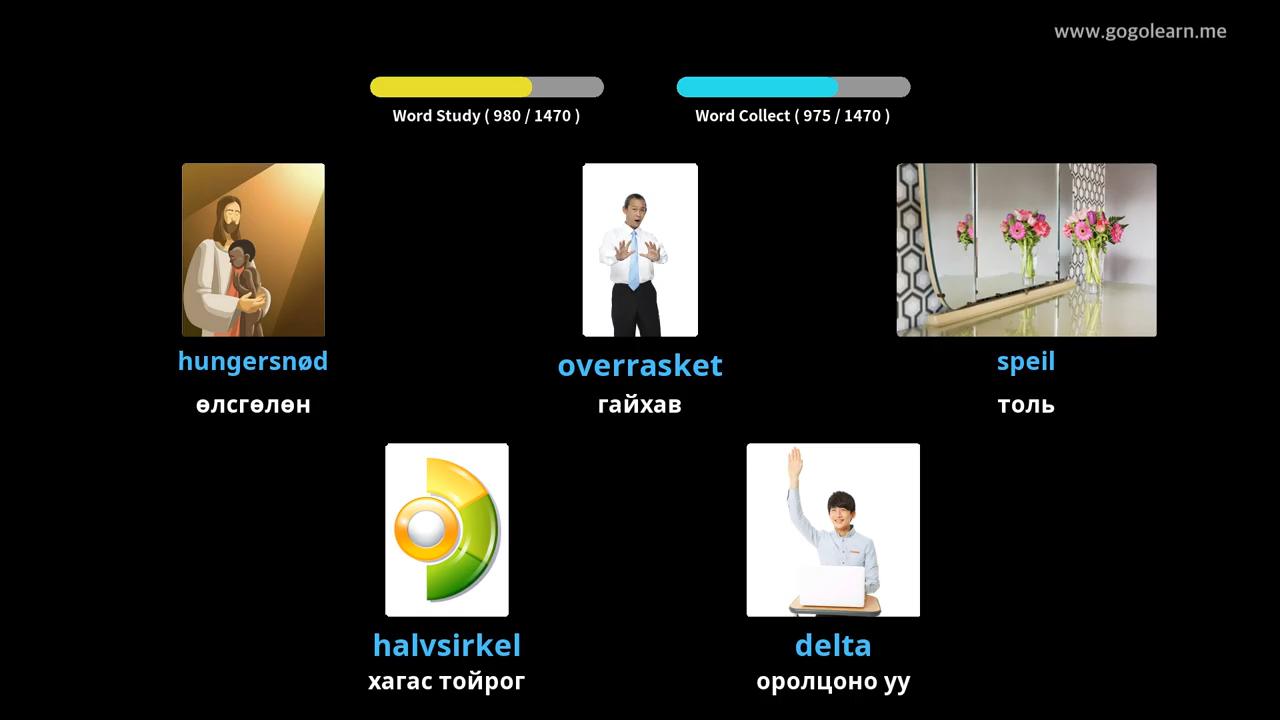 www.gogolearn.me
Word Study ( 980 / 1470 )
Word Collect ( 975 / 1470 )
hungersnød
өлсгөлөн
overrasket
гайхав
speil
толь
halvsirkel
хагас тойрог
delta
оролцоно уу